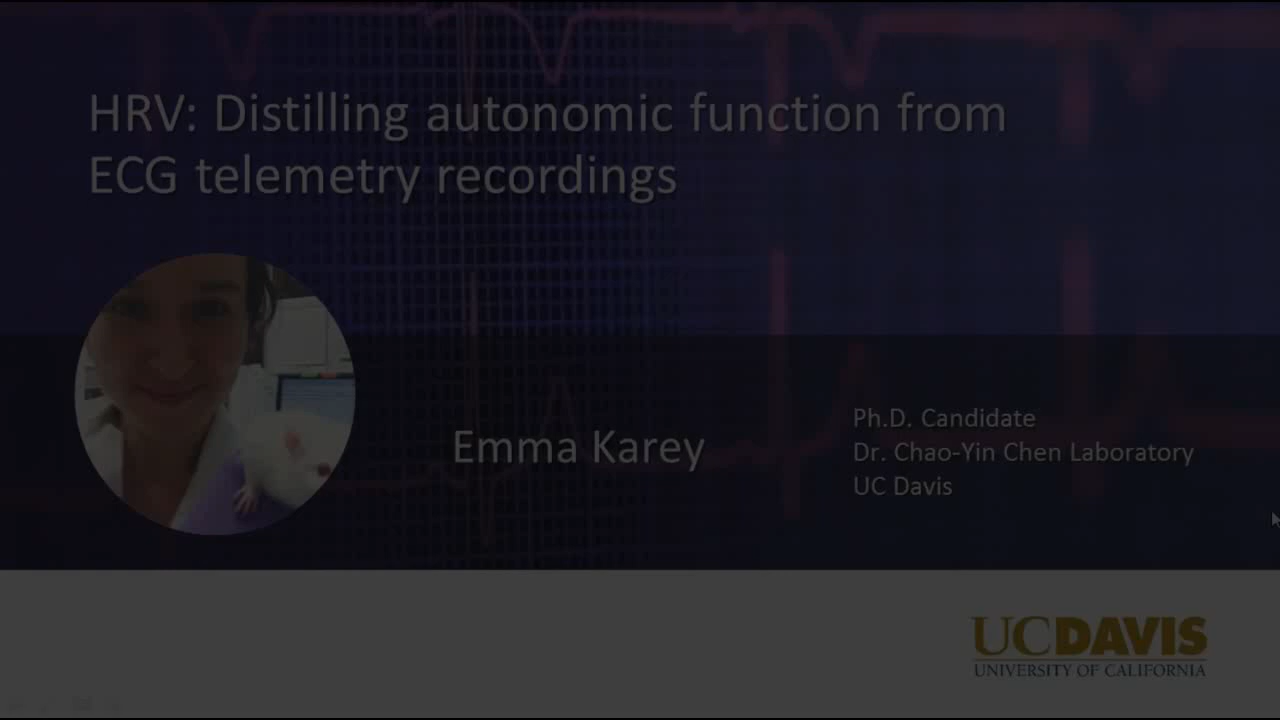 HRV: Distilling autonomic function from
ECG telemetry recordings
Emma Karey
Ph.D. Candidate
Dr. Chao-Yin Chen Laboratory
UC Davis
UCDAVIS
UNIVERSITY OF CALIFORNIA